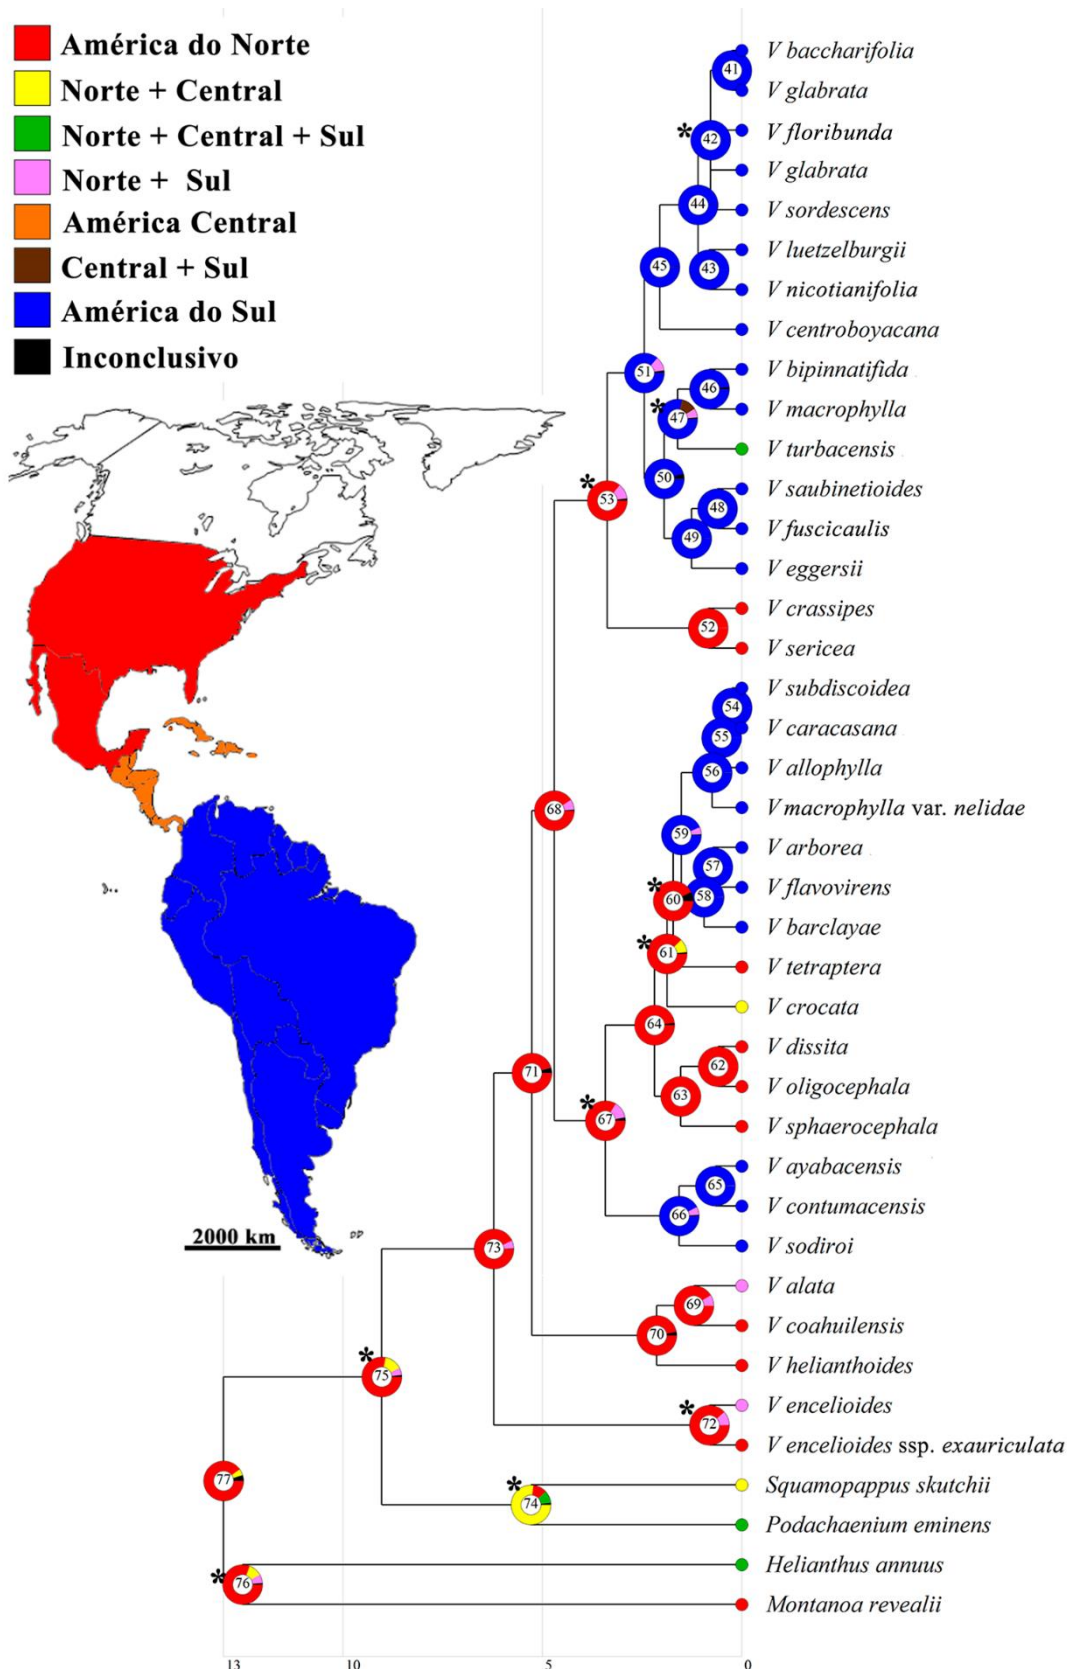 América do Norte
Norte + Central
Norte + Central + Sul
Norte + Sul
América Central
Central + Sul
América do Sul
Inconclusivo
2000 km
V baccharifolia
41
V glabrata
* 42
V floribunda
V glabrata
44
V sordescens
V luetzelburgii
45
43
V nicotianifolia
V centroboyacana
51
V bipinnatifida
46
V macrophylla
* 47
V turbacensis
50
V saubinetioides
* 53
48
V fuscicaulis
49
V eggersii
V crassipes
52
V sericea
V subdiscoidea
54
V caracasana
55
V allophylla
56
V macrophylla var. nelidae
68
59
V arborea
57
V flavovirens
* 60
58
V barclayae
* 61
V tetraptera
V crocata
64
V dissita
62
71
V oligocephala
63
* 67
V sphaerocephala
V ayabacensis
65
V contumacensis
66
V sodiroi
73
V alata
69
V coahuilensis
70
V helianthoides
* 75
V encelioides
* 72
V encelioides ssp. exauriculata
77
Squamopappus skutchii
* 74
Podachaenium eminens
Helianthus annuus
* 76
Montanoa revealii
13 10 5 0